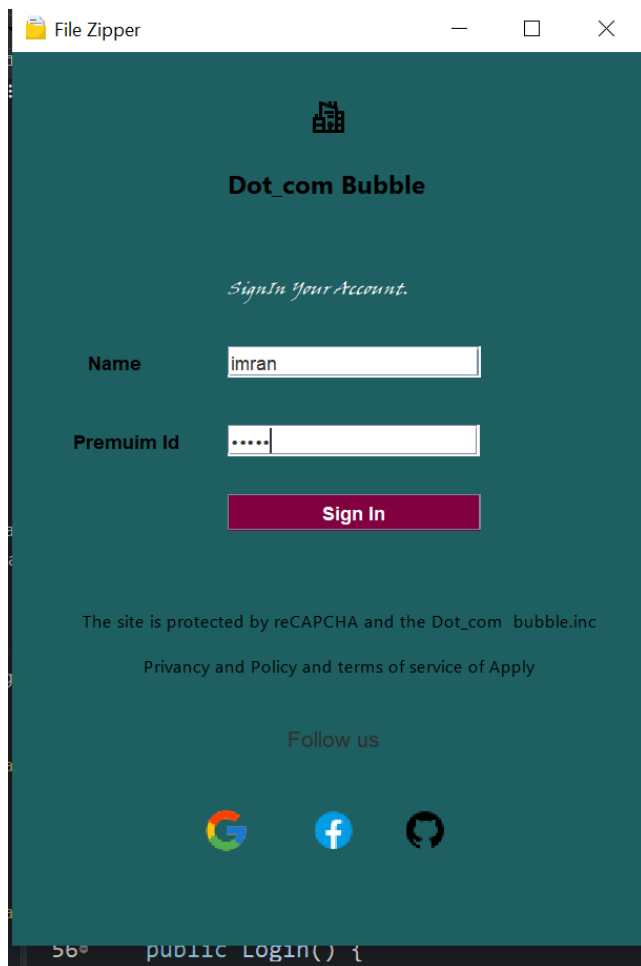 File Zipper
Dot_com Bubble
SignIn Your Account.
Name imran
Premuim Id •••••
Sign In
The site is protected by reCAPCHA and the Dot_com bubble.inc
Privancy and Policy and terms of service of Apply
Follow us
56 public Login() {